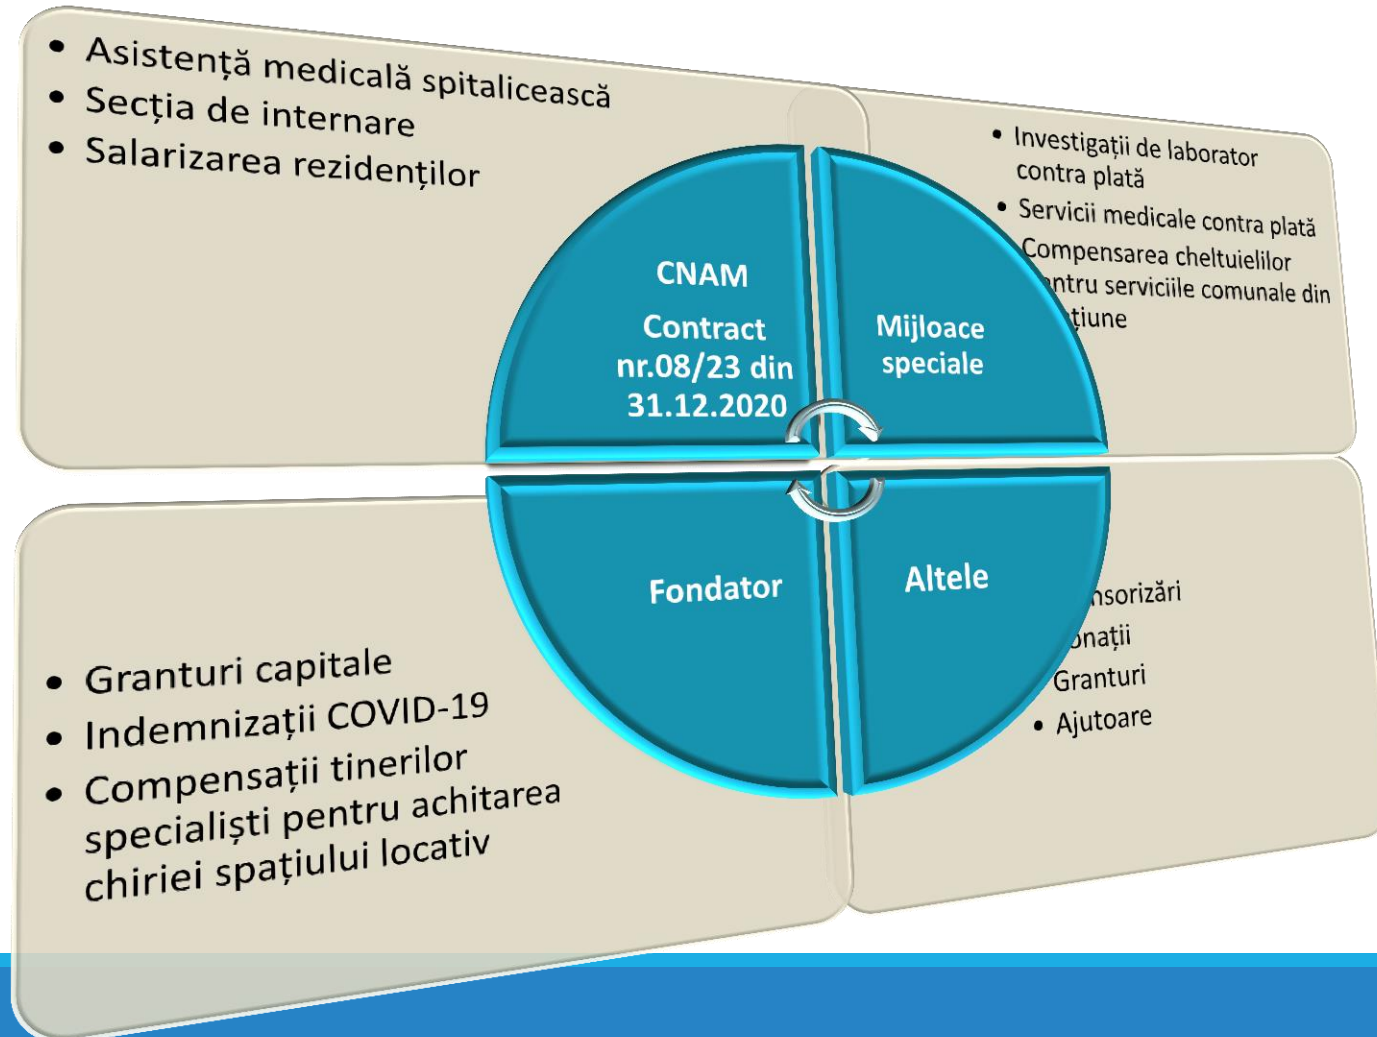 • Asistență medicală spitalicească
• Secția de internare
• Salarizarea rezidenților
CNAM
Contract
nr.08/23 din
31.12.2020
Mijloace
speciale
• Investigații de laborator
contra plată
• Servicii medicale contra plată
Compensarea cheltuielilor
serviciile comunale din
Fondator
• Granturi capitale
• Indemnizații COVID-19
• Compensații tinerilor
specialiști pentru achitarea
chiriei spațiului locativ
Altele
Granturi
• Ajutoare